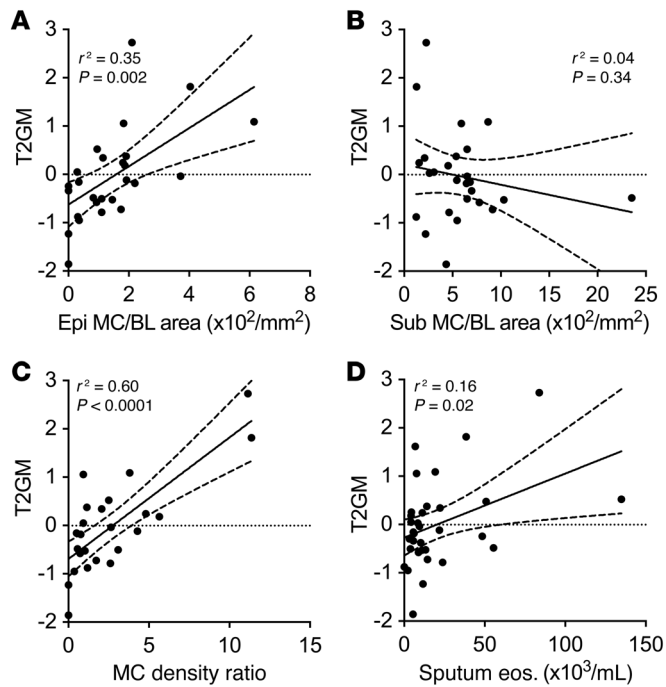 A
r² = 0.35
P = 0.002
T2GM
3
2
1
0
-1
-2
0 2 4 6 8
Epi MC/BL area (x10²/mm²)
B
r² = 0.04
P = 0.34
T2GM
3
2
1
0
-1
-2
0 5 10 15 20 25
Sub MC/BL area (x10²/mm²)
C
r² = 0.60
P < 0.0001
T2GM
3
2
1
0
-1
-2
0 5 10 15
MC density ratio
D
r² = 0.16
P = 0.02
T2GM
3
2
1
0
-1
-2
0 50 100 150
Sputum eos. (x10³/mL)